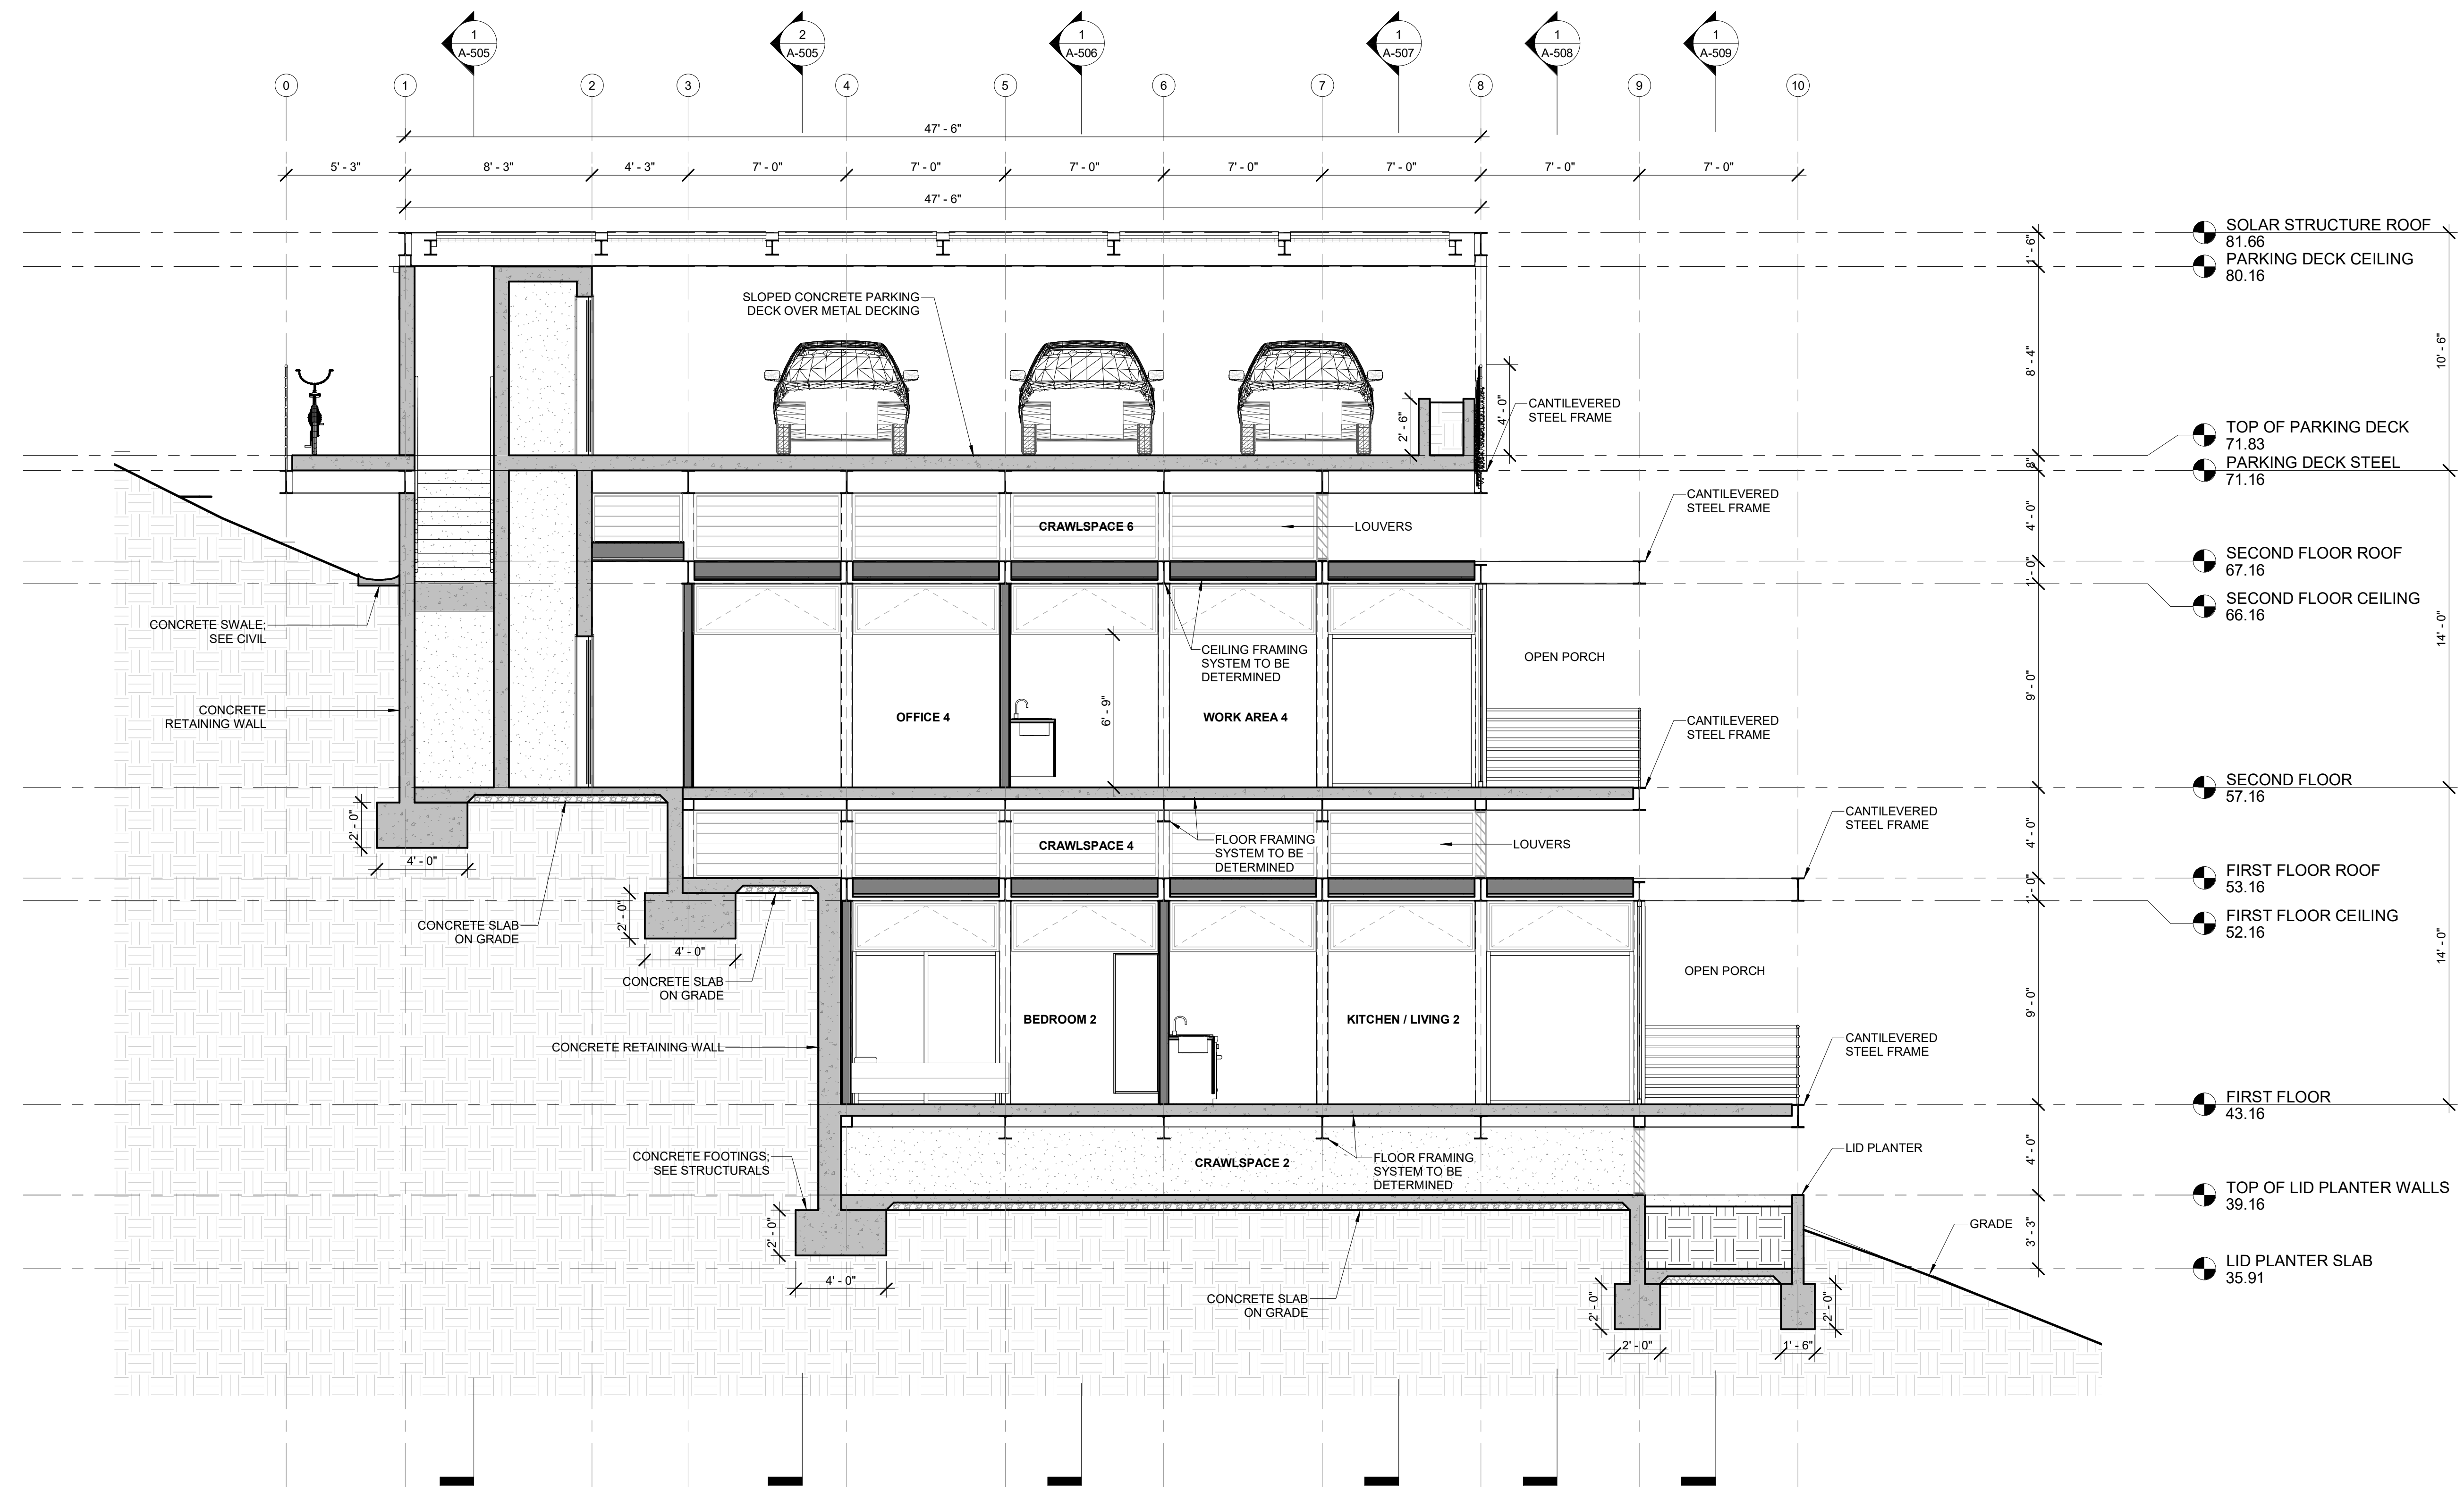 1
A-505
2
A-505
1
A-506
1
A-507
1
A-508
1
A-509
0
1
2
3
4
5
6
7
8
9
10
47' - 6"
5' - 3"
8' - 3"
4' - 3"
7' - 0"
7' - 0"
7' - 0"
7' - 0"
7' - 0"
7' - 0"
7' - 0"
47' - 6"
SOLAR STRUCTURE ROOF
81.66
1' - 6"
PARKING DECK CEILING
80.16
SLOPED CONCRETE PARKING
DECK OVER METAL DECKING
8' - 4"
10' - 6"
2' - 6"
4' - 0"
CANTILEVERED
STEEL FRAME
TOP OF PARKING DECK
71.83
8"
PARKING DECK STEEL
71.16
CANTILEVERED
STEEL FRAME
CRAWLSPACE 6
LOUVERS
4' - 0"
SECOND FLOOR ROOF
67.16
1' - 0"
SECOND FLOOR CEILING
66.16
CONCRETE SWALE;
SEE CIVIL
CEILING FRAMING
SYSTEM TO BE
DETERMINED
OPEN PORCH
14' - 0"
9' - 0"
CONCRETE
RETAINING WALL
OFFICE 4
6' - 9"
WORK AREA 4
CANTILEVERED
STEEL FRAME
SECOND FLOOR
57.16
2' - 0"
4' - 0"
CRAWLSPACE 4
FLOOR FRAMING
SYSTEM TO BE
DETERMINED
LOUVERS
CANTILEVERED
STEEL FRAME
4' - 0"
FIRST FLOOR ROOF
53.16
1' - 0"
FIRST FLOOR CEILING
52.16
CONCRETE SLAB
ON GRADE
2' - 0"
4' - 0"
CONCRETE SLAB
ON GRADE
OPEN PORCH
14' - 0"
9' - 0"
BEDROOM 2
KITCHEN / LIVING 2
CONCRETE RETAINING WALL
CANTILEVERED
STEEL FRAME
FIRST FLOOR
43.16
CONCRETE FOOTINGS;
SEE STRUCTURALS
CRAWLSPACE 2
FLOOR FRAMING
SYSTEM TO BE
DETERMINED
LID PLANTER
4' - 0"
TOP OF LID PLANTER WALLS
39.16
2' - 0"
4' - 0"
GRADE
3' - 3"
LID PLANTER SLAB
35.91
CONCRETE SLAB
ON GRADE
2' - 0"
2' - 0"
2' - 0"
1' - 6"